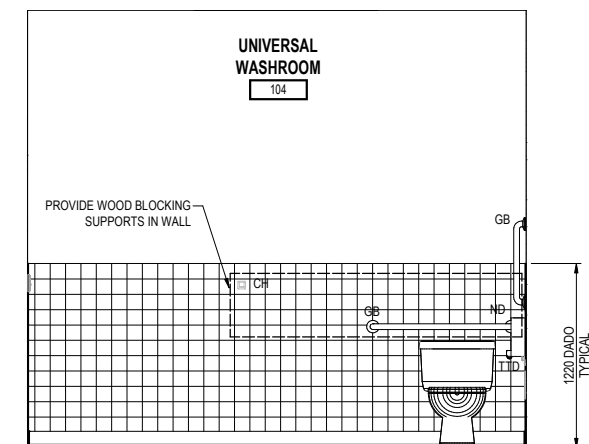 UNIVERSAL
WASHROOM
104
PROVIDE WOOD BLOCKING
SUPPORTS IN WALL
GB
CH
GB
ND
TTD
1220 DADO
TYPICAL